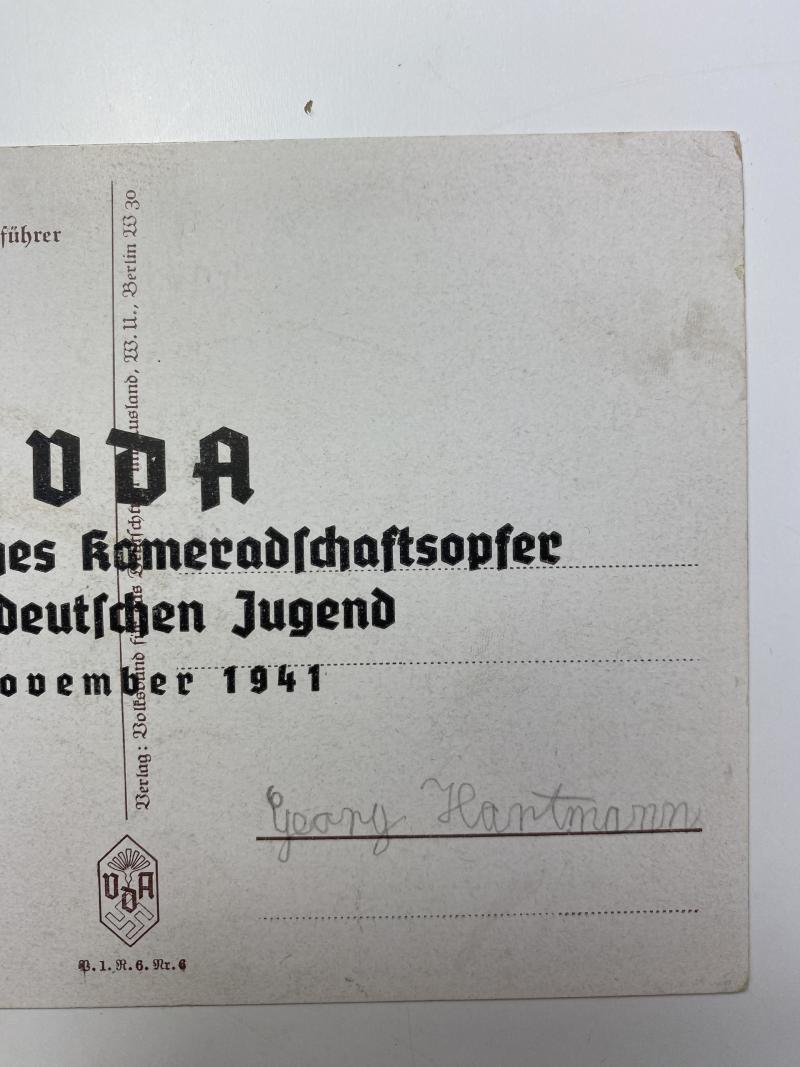 führer
Verlag: Volksbund für das Deutschtum im Ausland, W. U., Berlin W 30
VDA
ges Kameradschaftsopfer
deutschen Jugend
ovember 1941
Georg Hartmann
VDA
P. 1. R. 6. Nr. 6